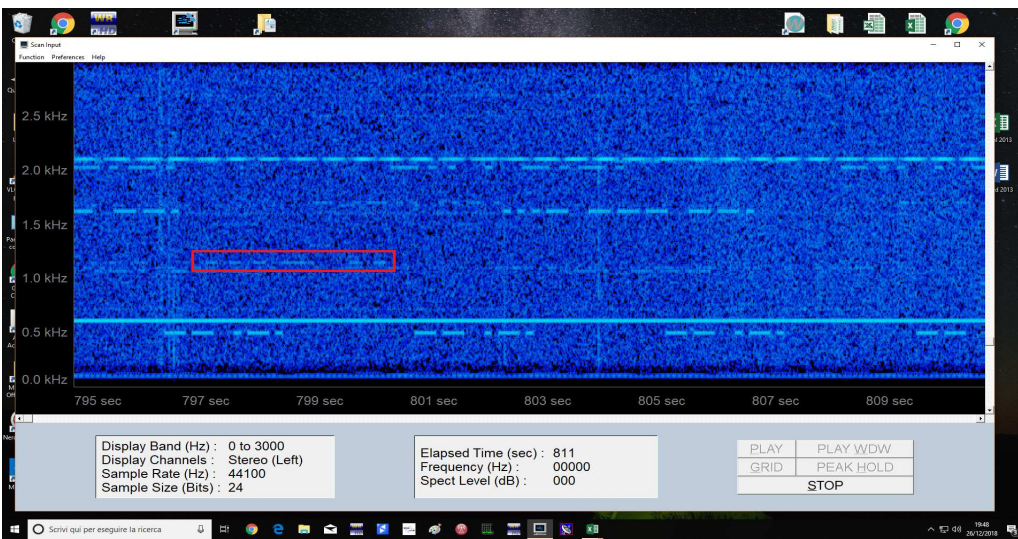 WR
Scan Input
Function Preferences Help
2.5 kHz
2.0 kHz
1.5 kHz
1.0 kHz
0.5 kHz
0.0 kHz
795 sec 797 sec 799 sec 801 sec 803 sec 805 sec 807 sec 809 sec
Display Band (Hz) : 0 to 3000
Display Channels : Stereo (Left)
Sample Rate (Hz) : 44100
Sample Size (Bits) : 24
Elapsed Time (sec) : 811
Frequency (Hz) : 00000
Spect Level (dB) : 000
PLAY PLAY WDW
GRID PEAK HOLD
STOP
Scrivi qui per eseguire la ricerca
19:48
26/12/2018